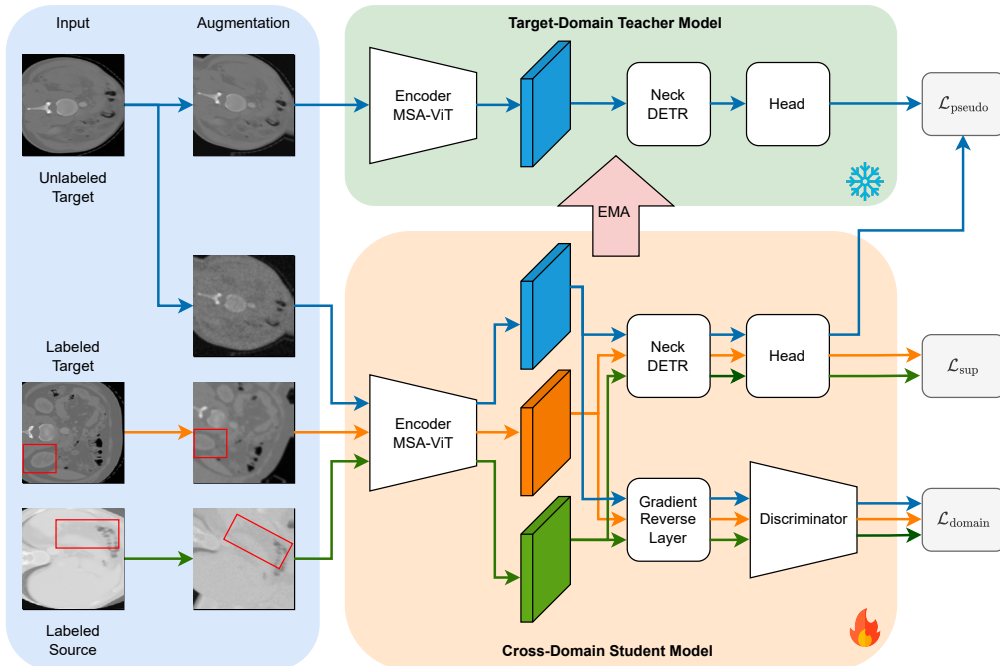 Input
Augmentation
Target-Domain Teacher Model
Unlabeled
Target
Encoder
MSA-ViT
Neck
DETR
Head
ℒpseudo
EMA
Labeled
Target
Encoder
MSA-ViT
Neck
DETR
Head
ℒsup
Gradient
Reverse
Layer
Discriminator
ℒdomain
Labeled
Source
Cross-Domain Student Model